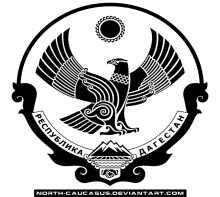 РЕСПУБЛИКА ДАГЕСТАН
NORTH-CAUCASUS.DEVIANTART.COM